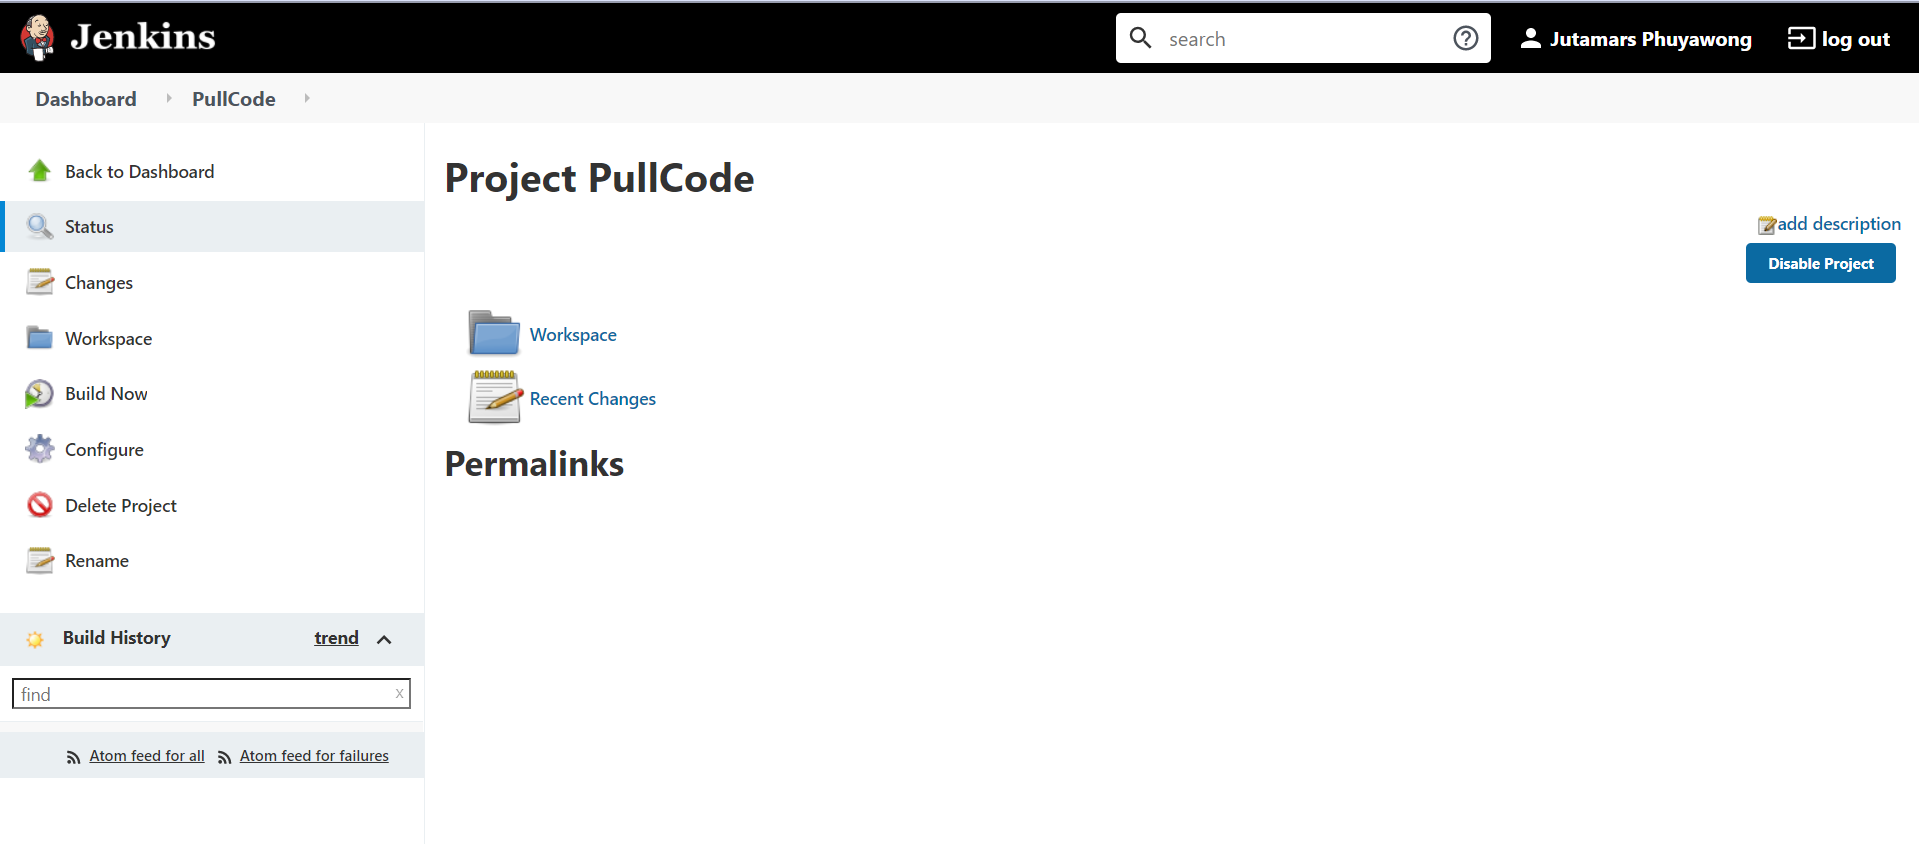 Jenkins
search
Jutamars Phuyawong
log out
Dashboard
PullCode
Back to Dashboard
Status
Changes
Workspace
Build Now
Configure
Delete Project
Rename
Build History
trend
find
x
Atom feed for all
Atom feed for failures
Project PullCode
add description
Disable Project
Workspace
Recent Changes
Permalinks